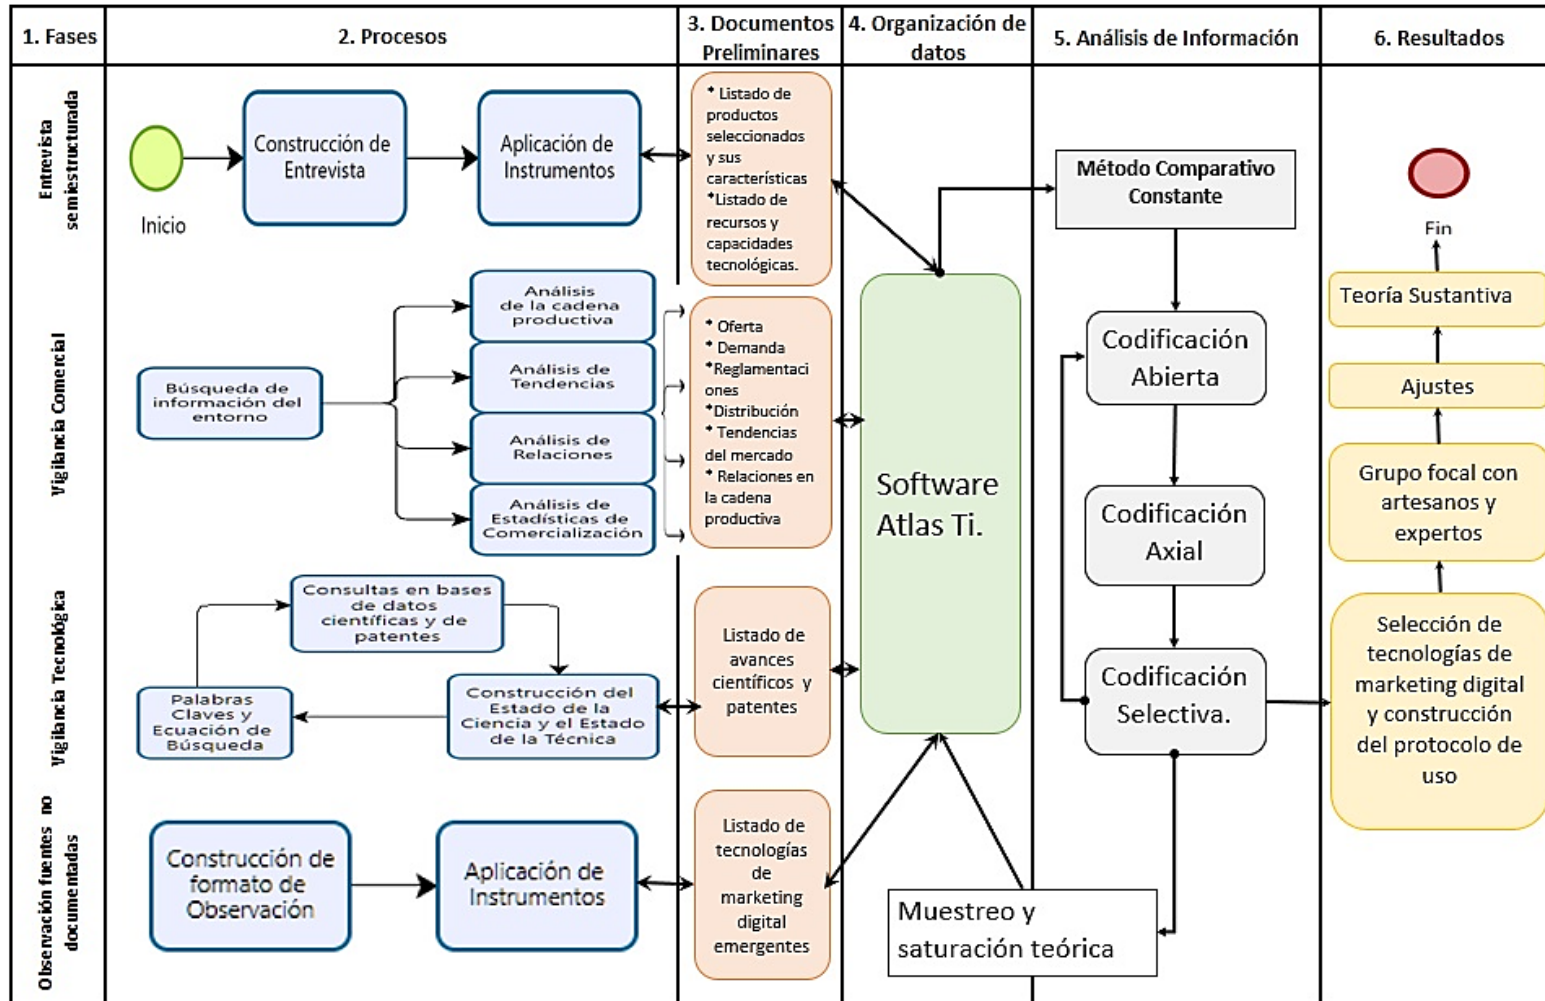 1. Fases
2. Procesos
3. Documentos
Preliminares
4. Organización de
datos
5. Análisis de Información
6. Resultados
Entrevista
semiestructurada
Inicio
Construcción de
Entrevista
Aplicación de
Instrumentos
* Listado de
productos
seleccionados
y sus
características
*Listado de
recursos y
capacidades
tecnológicas.
Vigilancia Comercial
Búsqueda de
información del
entorno
Análisis
de la cadena
productiva
Análisis de
Tendencias
Análisis de
Relaciones
Análisis de
Estadísticas de
Comercialización
* Oferta
* Demanda
*Reglamentaci
ones
*Distribución
* Tendencias
del mercado
* Relaciones en
la cadena
productiva
Vigilancia Tecnológica
Consultas en bases
de datos
científicas y de
patentes
Palabras
Claves y
Ecuación de
Búsqueda
Construcción del
Estado de la
Ciencia y el Estado
de la Técnica
Listado de
avances
científicos y
patentes
Observación fuentes no
documentadas
Construcción de
formato de
Observación
Aplicación de
Instrumentos
Listado de
tecnologías
de
marketing
digital
emergentes
Software
Atlas Ti.
Muestreo y
saturación teórica
Método Comparativo
Constante
Codificación
Abierta
Codificación
Axial
Codificación
Selectiva.
Fin
Teoría Sustantiva
Ajustes
Grupo focal con
artesanos y
expertos
Selección de
tecnologías de
marketing digital
y construcción
del protocolo de
uso